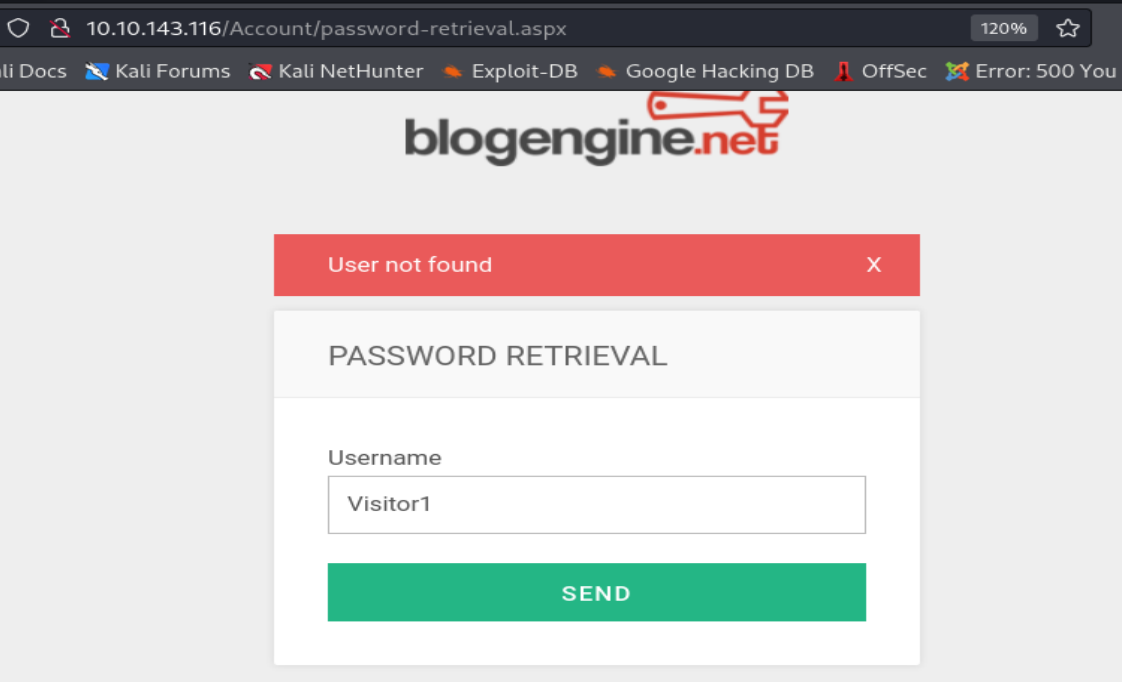 10.10.143.116/Account/password-retrieval.aspx 120%
li Docs Kali Forums Kali NetHunter Exploit-DB Google Hacking DB OffSec Error: 500 You
blogengine.net
User not found X
PASSWORD RETRIEVAL
Username
Visitor1
SEND